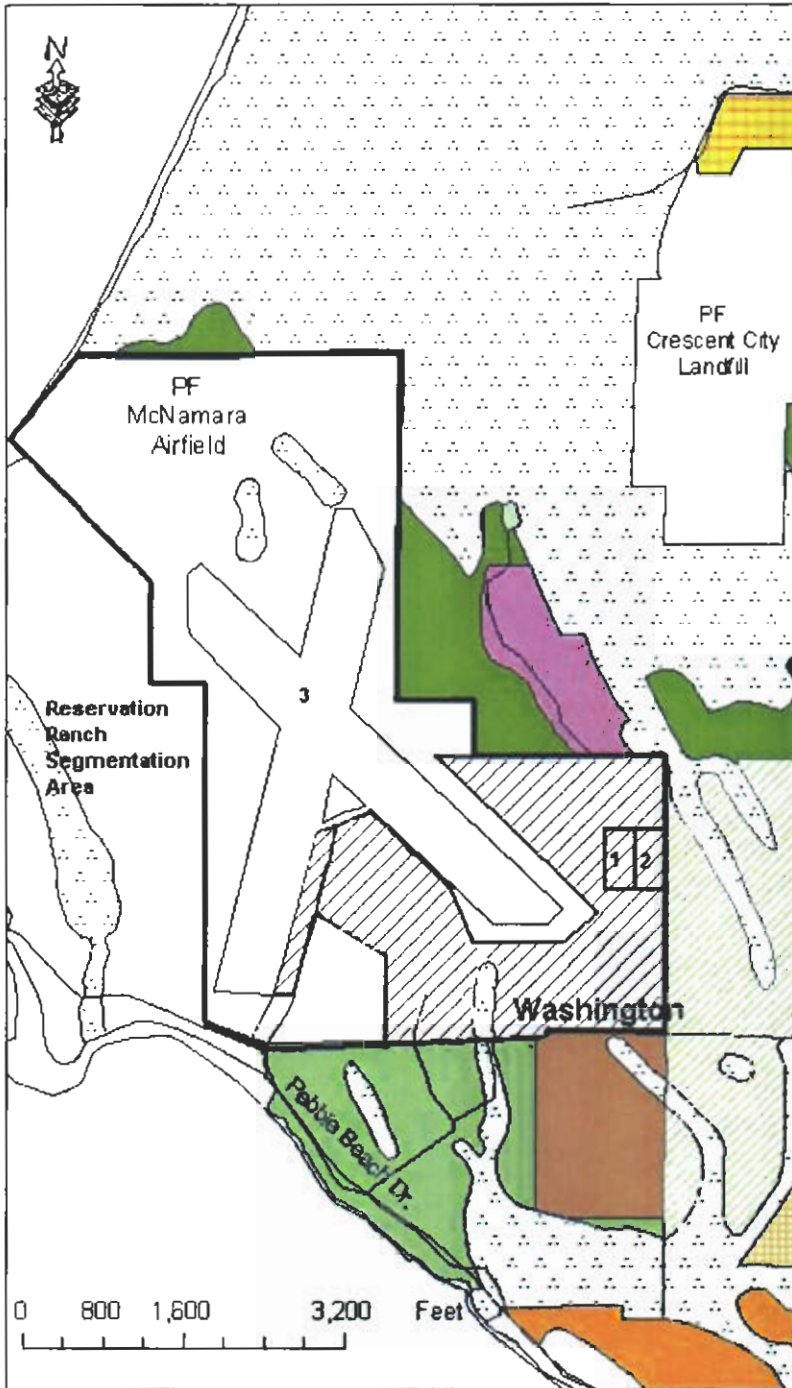 N
PF
Crescent City
Landfill
PF
McNamara
Airfield
3
Reservation
Ranch
Segmentation
Area
1 2
Washington
Pebble Beach Dr.
0 800 1,600 3,200 Feet